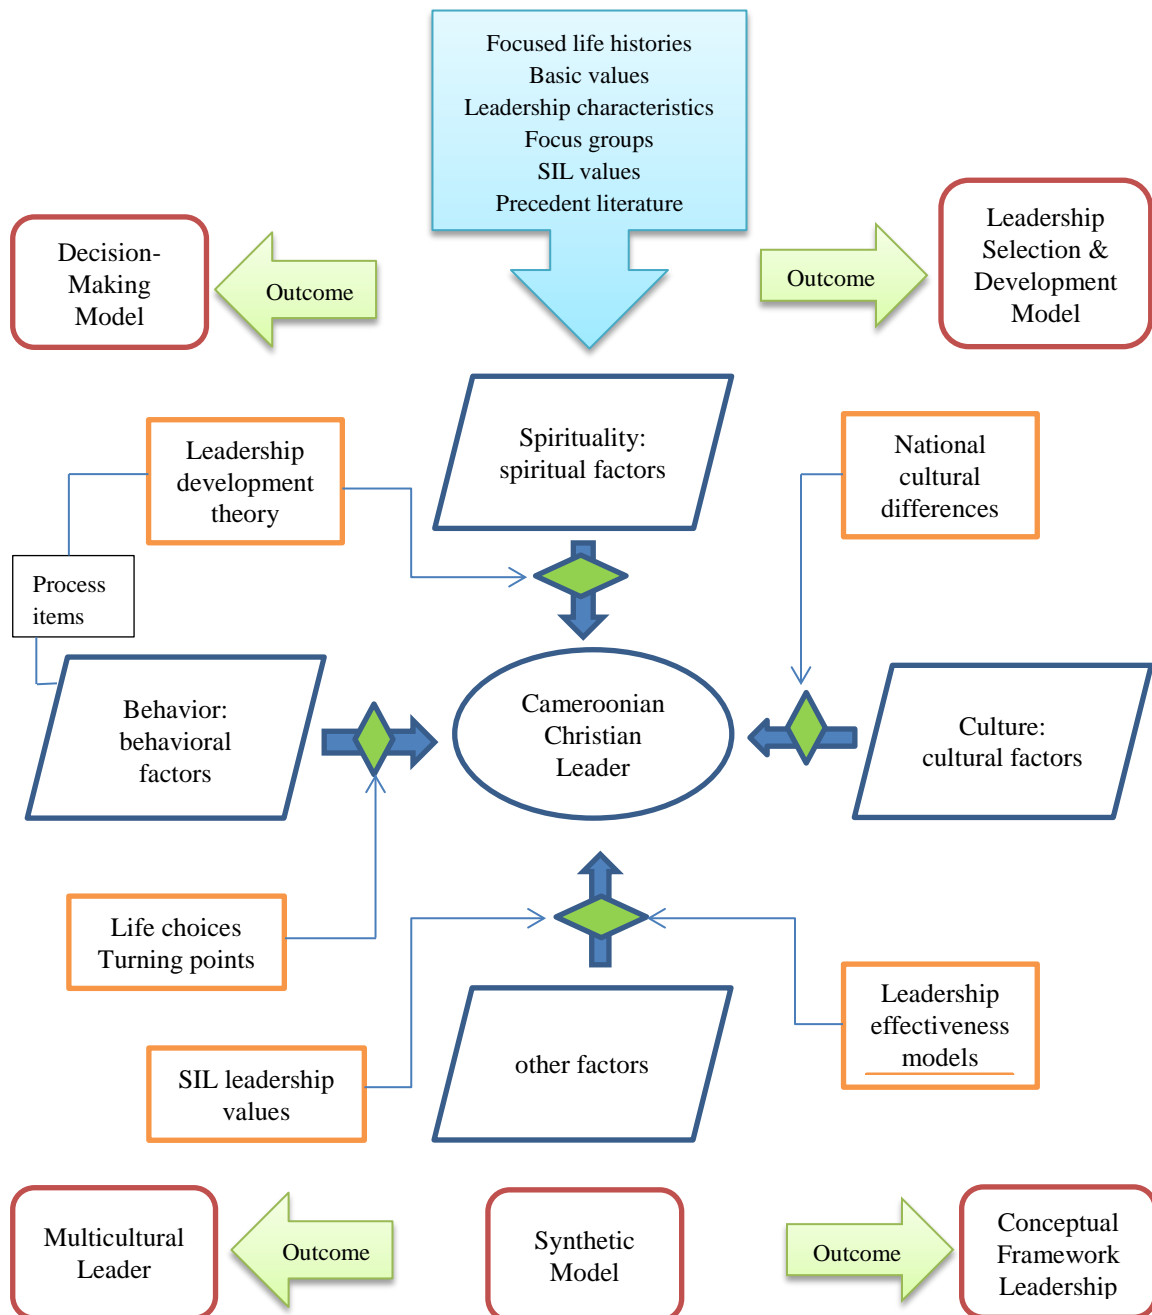 Focused life histories
Basic values
Leadership characteristics
Focus groups
SIL values
Precedent literature
Decision-
Making
Model
Outcome
Outcome
Leadership
Selection &
Development
Model
Leadership
development
theory
Spirituality:
spiritual factors
National
cultural
differences
Process
items
Behavior:
behavioral
factors
Cameroonian
Christian
Leader
Culture:
cultural factors
Life choices
Turning points
SIL leadership
values
other factors
Leadership
effectiveness
models
Multicultural
Leader
Outcome
Synthetic
Model
Outcome
Conceptual
Framework
Leadership